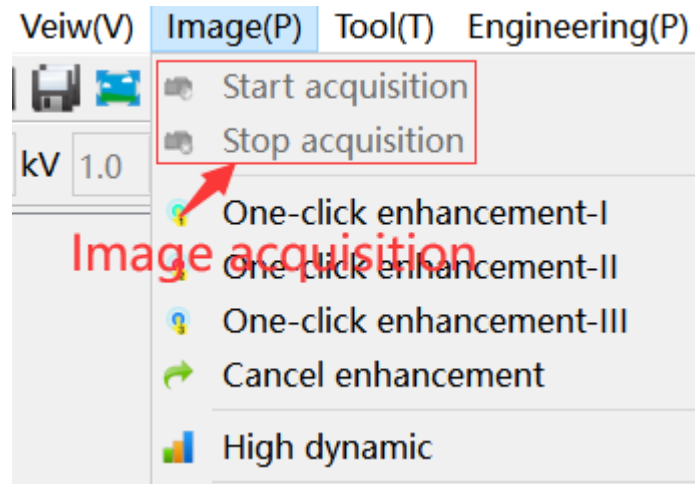 Veiw(V) Image(P) Tool(T) Engineering(P)
Start acquisition
kV 1.0 Stop acquisition
One-click enhancement-I
Image acquisition
One-click enhancement-II
One-click enhancement-III
Cancel enhancement
High dynamic